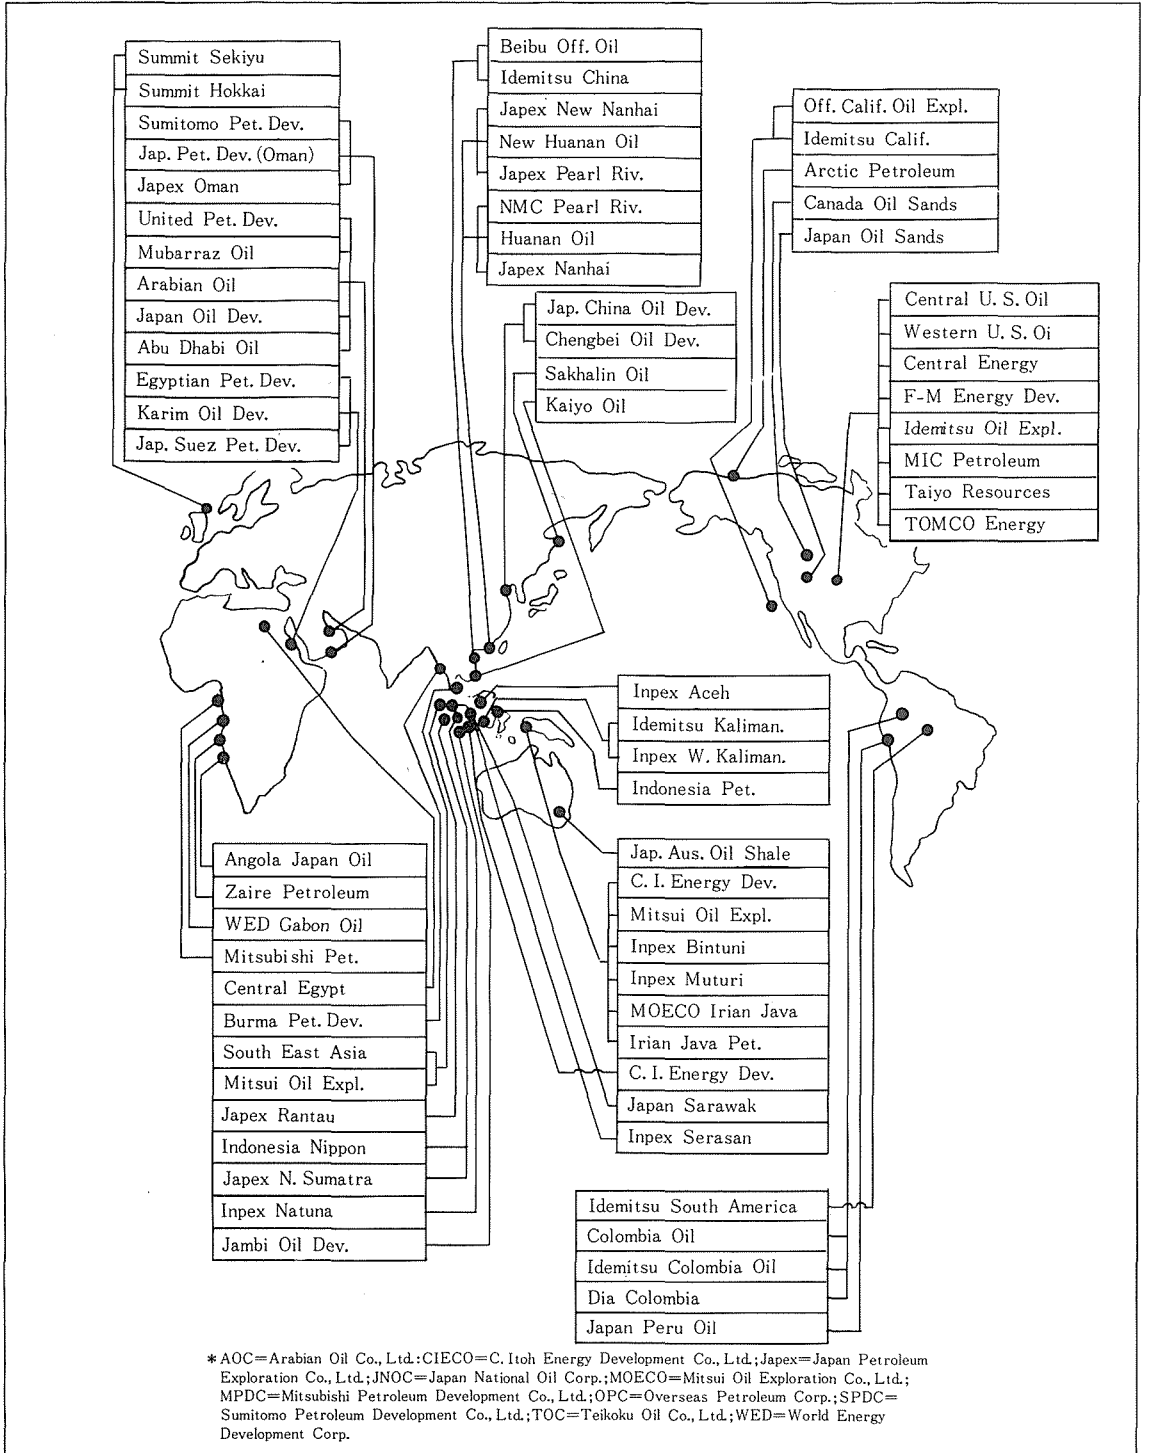 Summit Sekiyu
Summit Hokkai
Sumitomo Pet. Dev.
Jap. Pet. Dev. (Oman)
Japex Oman
United Pet. Dev.
Mubarraz Oil
Arabian Oil
Japan Oil Dev.
Abu Dhabi Oil
Egyptian Pet. Dev.
Karim Oil Dev.
Jap. Suez Pet. Dev.
Beibu Off. Oil
Idemitsu China
Japex New Nanhai
New Huanan Oil
Japex Pearl Riv.
NMC Pearl Riv.
Huanan Oil
Japex Nanhai
Jap. China Oil Dev.
Chengbei Oil Dev.
Sakhalin Oil
Kaiyo Oil
Off. Calif. Oil Expl.
Idemitsu Calif.
Arctic Petroleum
Canada Oil Sands
Japan Oil Sands
Central U. S. Oil
Western U. S. Oi
Central Energy
F-M Energy Dev.
Idemitsu Oil Expl.
MIC Petroleum
Taiyo Resources
TOMCO Energy
Inpex Aceh
Idemitsu Kaliman.
Inpex W. Kaliman.
Indonesia Pet.
Jap. Aus. Oil Shale
C. I. Energy Dev.
Mitsui Oil Expl.
Inpex Bintuni
Inpex Muturi
MOECO Irian Java
Irian Java Pet.
C. I. Energy Dev.
Japan Sarawak
Inpex Serasan
Angola Japan Oil
Zaire Petroleum
WED Gabon Oil
Mitsubishi Pet.
Central Egypt
Burma Pet. Dev.
South East Asia
Mitsui Oil Expl.
Japex Rantau
Indonesia Nippon
Japex N. Sumatra
Inpex Natuna
Jambi Oil Dev.
Idemitsu South America
Colombia Oil
Idemitsu Colombia Oil
Dia Colombia
Japan Peru Oil
* AOC=Arabian Oil Co., Ltd.:CIECO=C. Itoh Energy Development Co., Ltd.;Japex=Japan Petroleum
Exploration Co., Ltd.;JNOC=Japan National Oil Corp.;MOECO=Mitsui Oil Exploration Co., Ltd.;
MPDC=Mitsubishi Petroleum Development Co., Ltd.;OPC=Overseas Petroleum Corp.;SPDC=
Sumitomo Petroleum Development Co., Ltd.;TOC=Teikoku Oil Co., Ltd.;WED=World Energy
Development Corp.